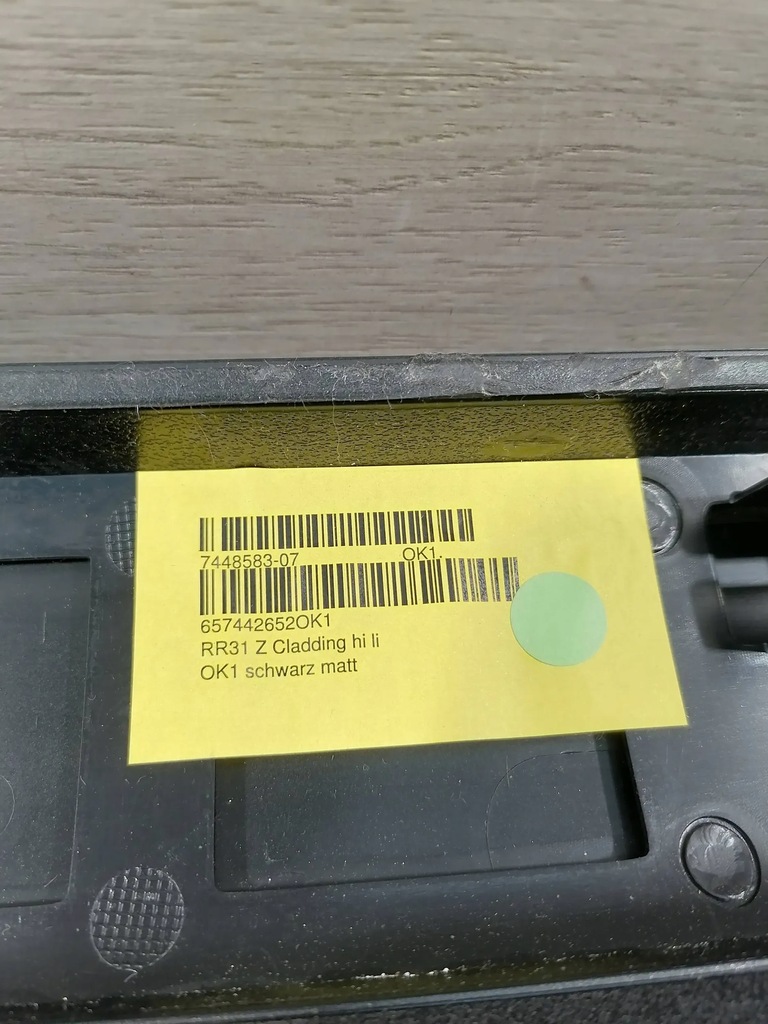 7448583-07 OK1.
657442652OK1
RR31 Z Cladding hi li
OK1 schwarz matt